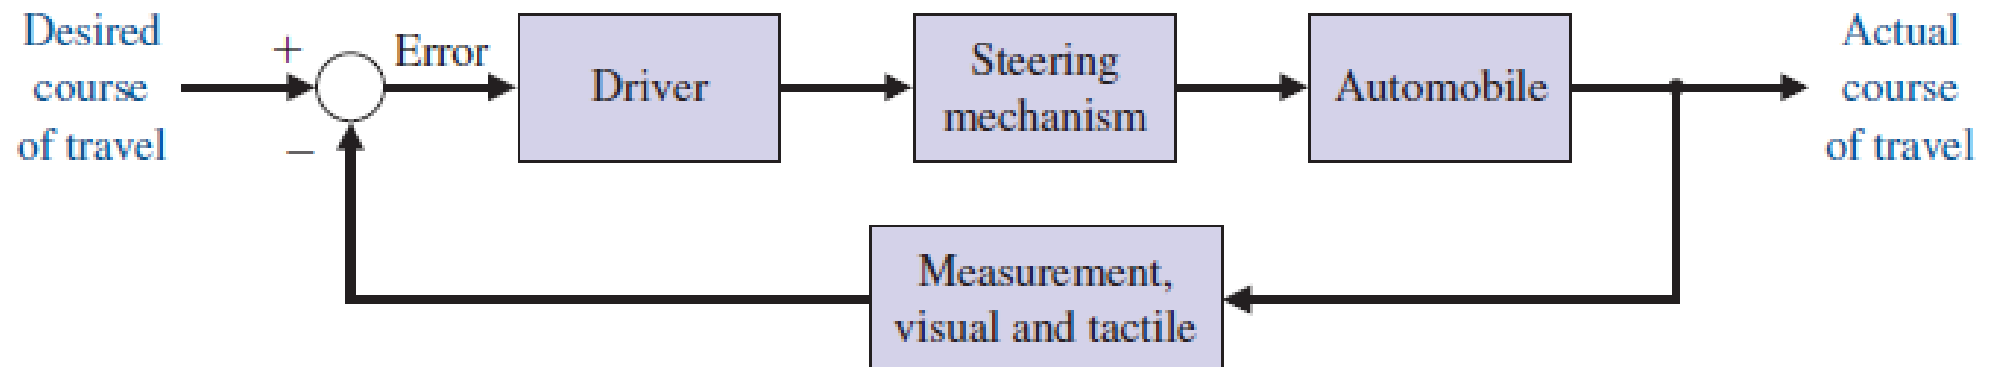 Desired
course
of travel
+
−
Error
Driver
Steering
mechanism
Automobile
Actual
course
of travel
Measurement,
visual and tactile